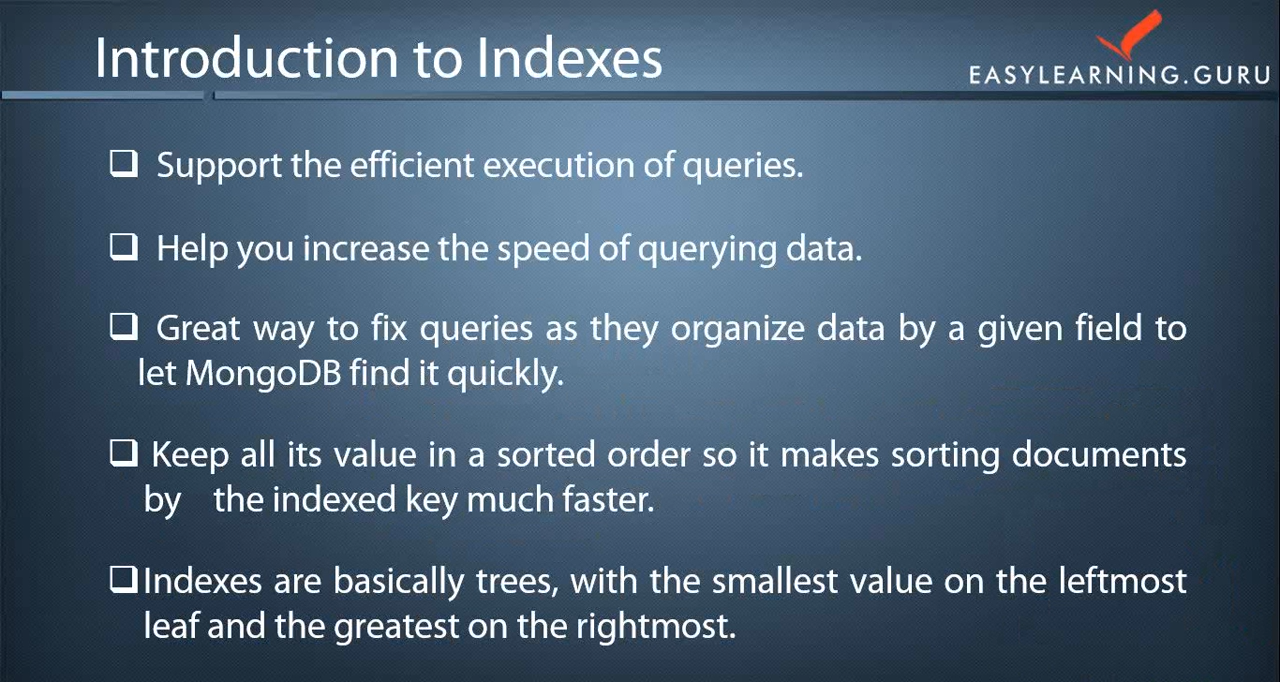 Introduction to Indexes
EASYLEARNING.GURU
Support the efficient execution of queries.
Help you increase the speed of querying data.
Great way to fix queries as they organize data by a given field to
let MongoDB find it quickly.
Keep all its value in a sorted order so it makes sorting documents
by the indexed key much faster.
Indexes are basically trees, with the smallest value on the leftmost
leaf and the greatest on the rightmost.